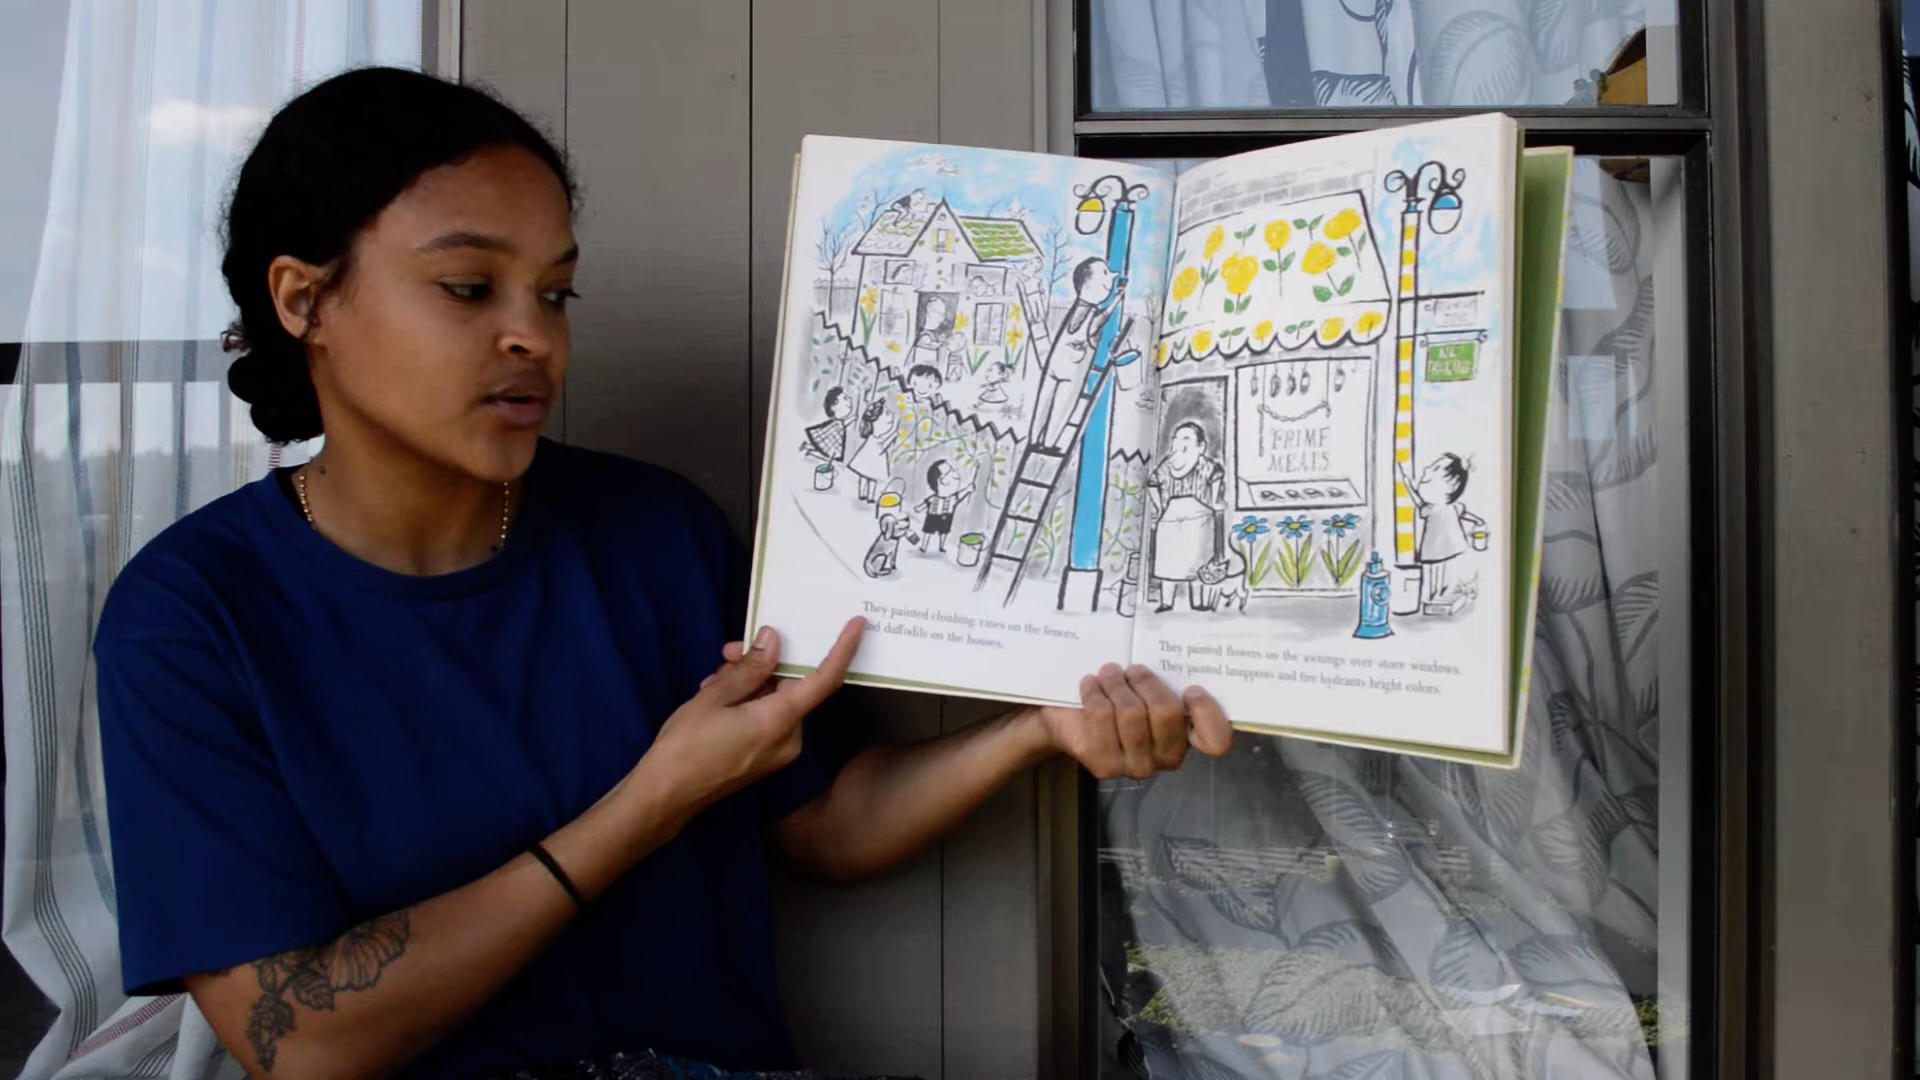 They painted climbing vines on the fences,
and daffodils on the houses.
PRIME
MEATS
They painted flowers on the awnings over store windows.
They painted lampposts and fire hydrants bright colors.